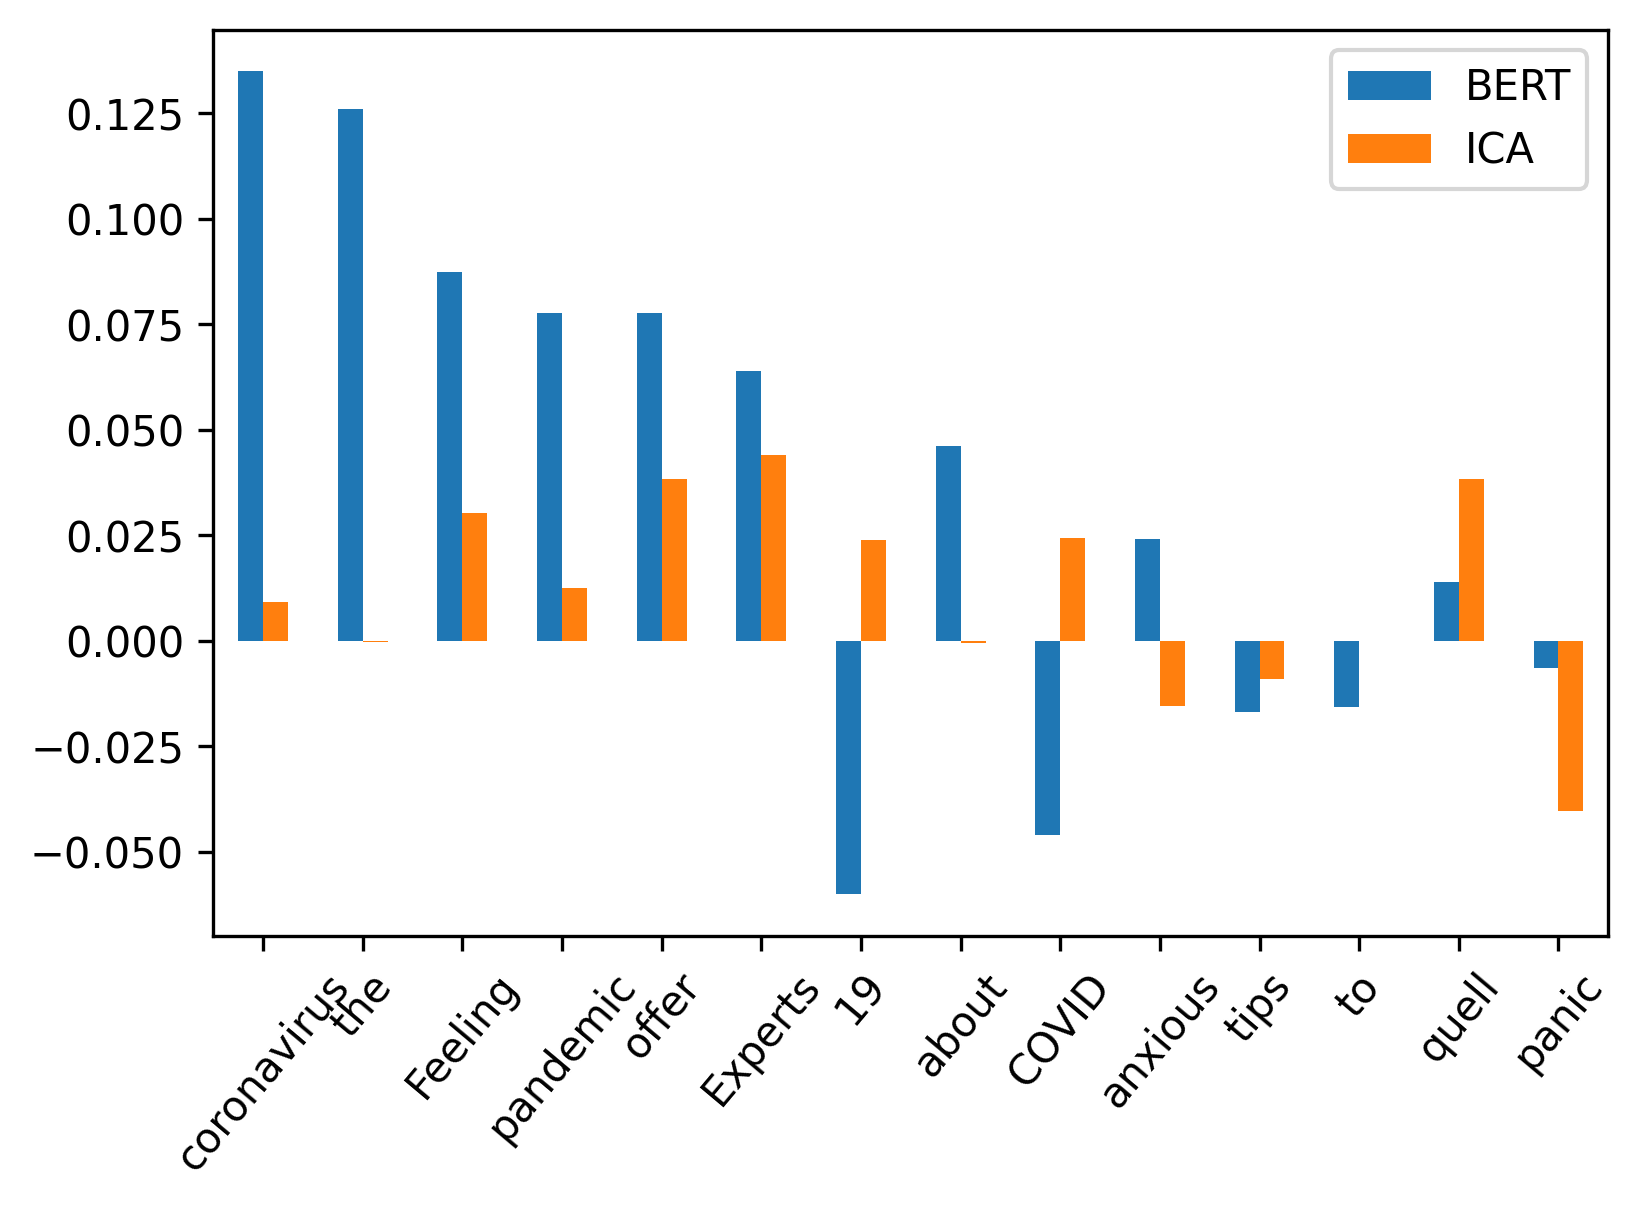 BERT
ICA
0.125
0.100
0.075
0.050
0.025
0.000
−0.025
−0.050
coronavirus
the
Feeling
pandemic
offer
Experts
19
about
COVID
anxious
tips
to
quell
panic